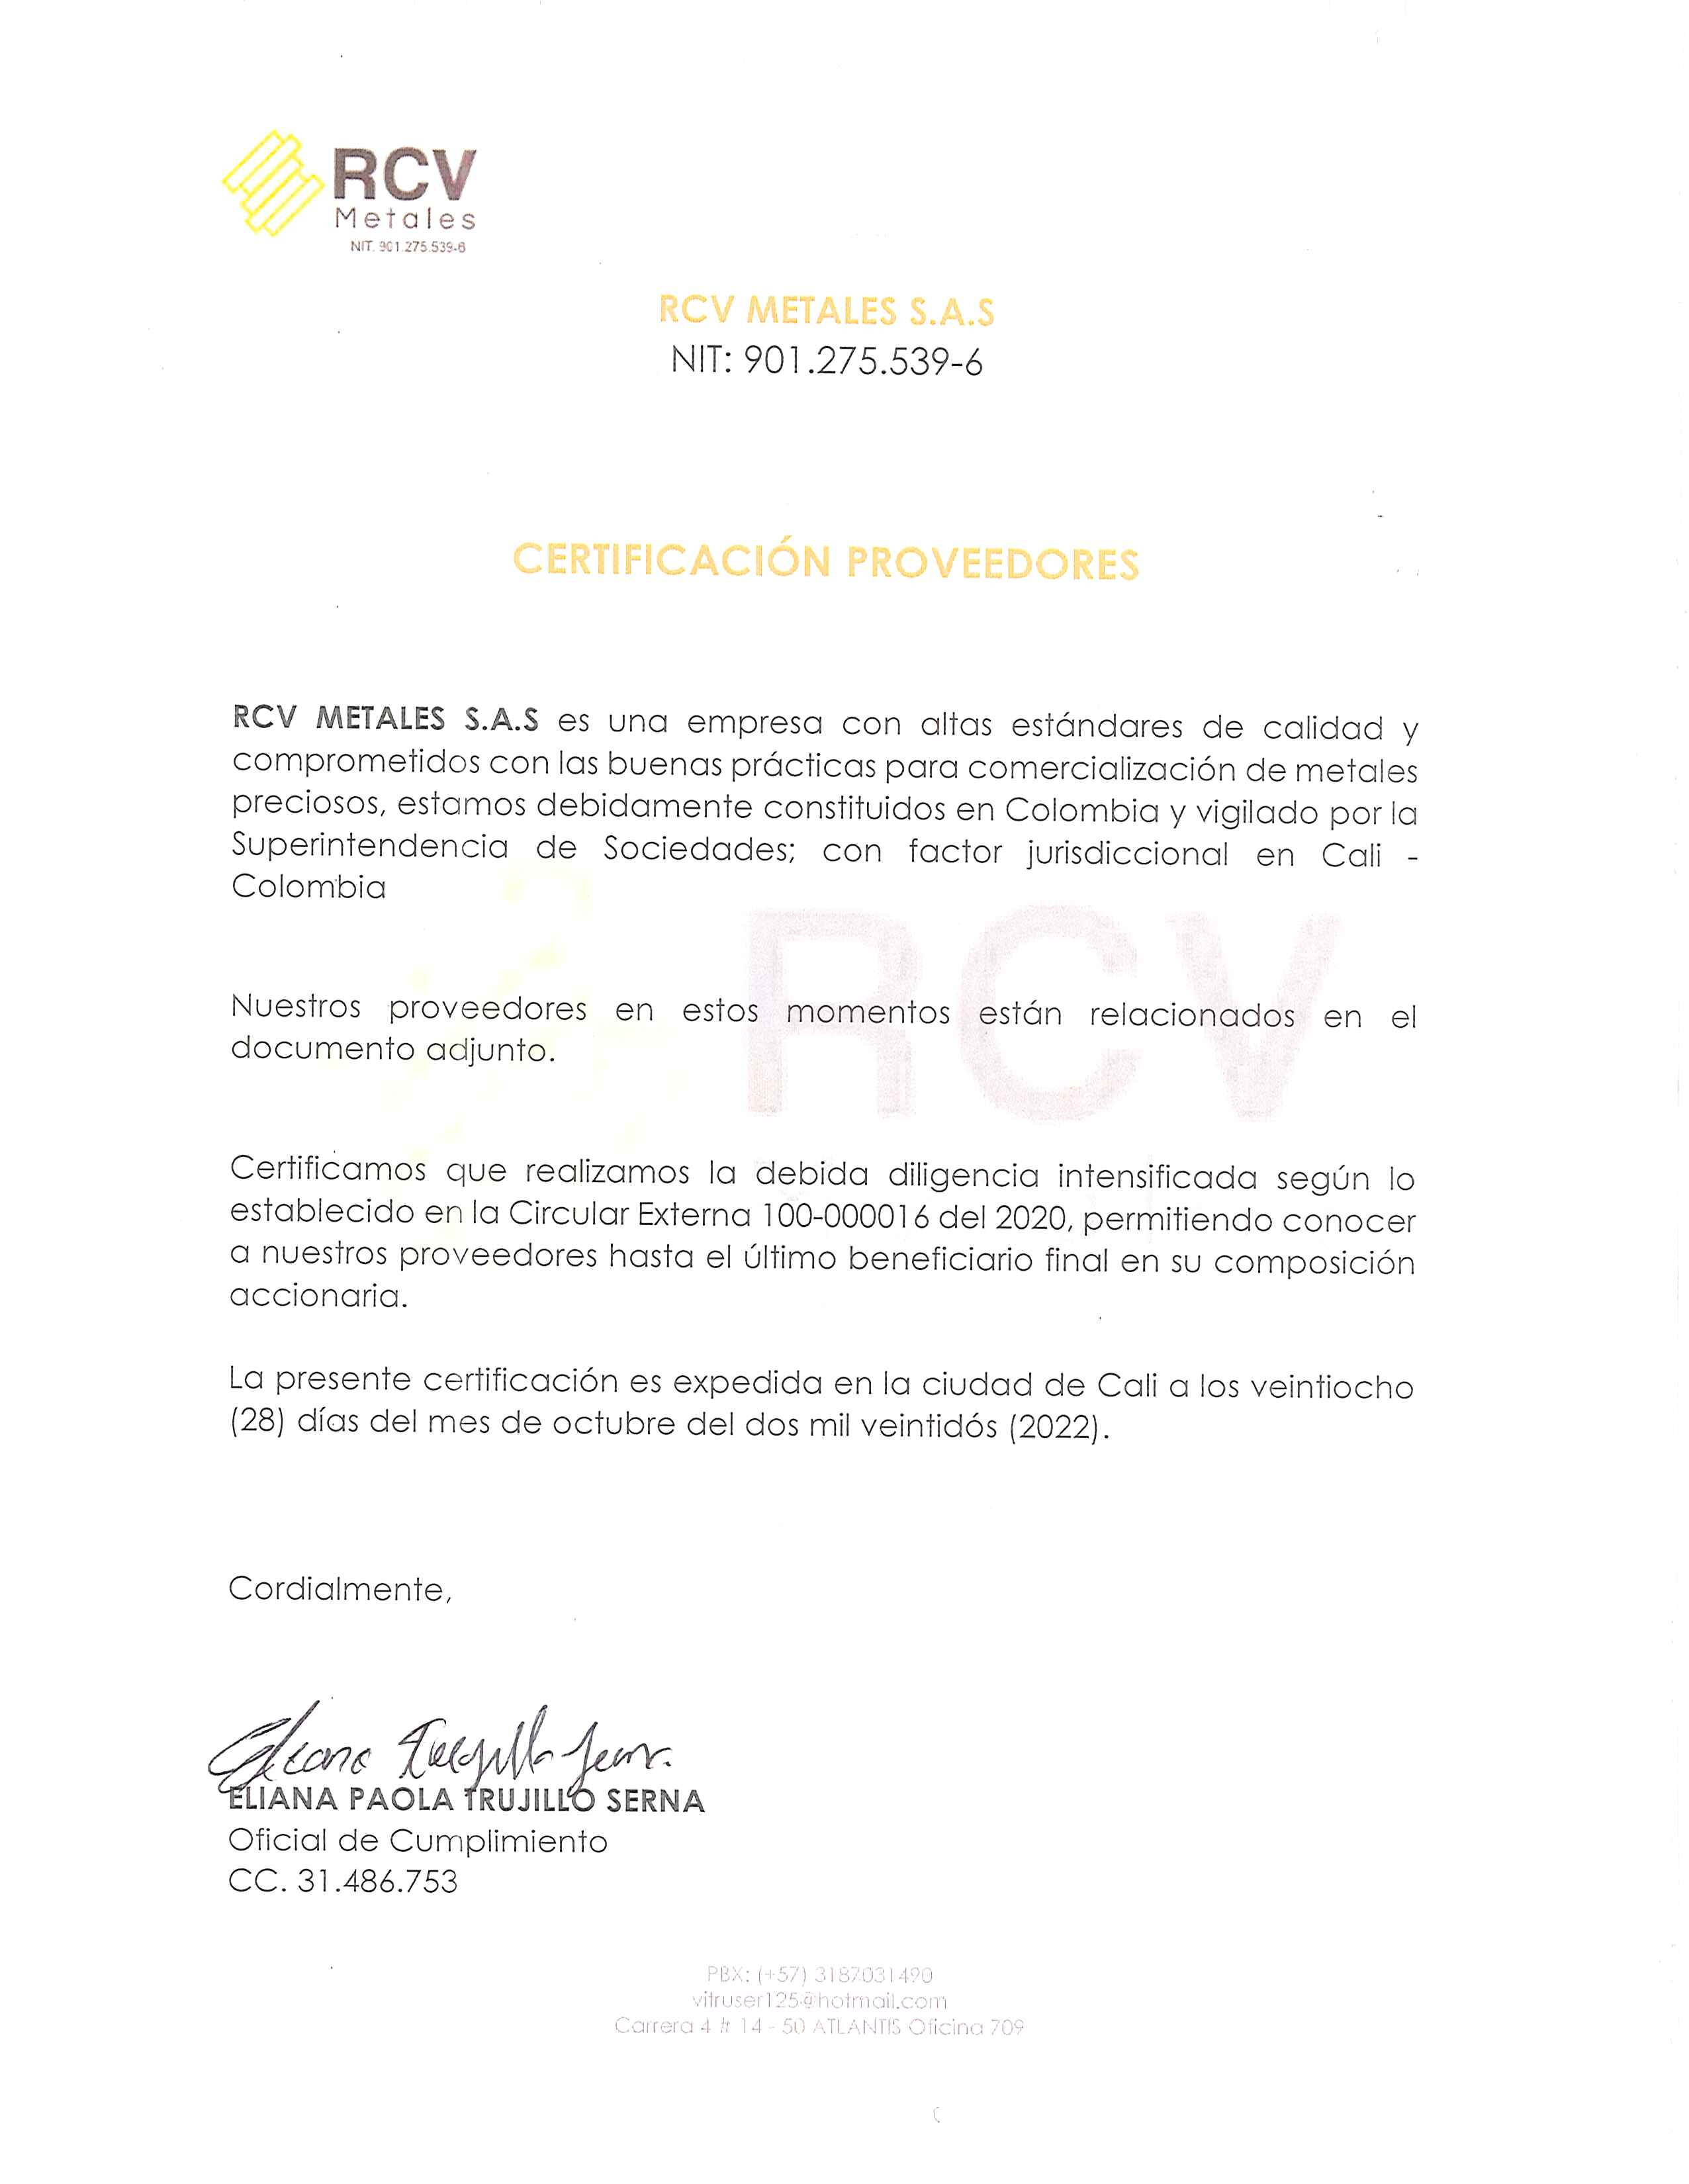 RCV
Metales
NIT. 901.275.539-6
RCV METALES S.A.S
NIT: 901.275.539-6
CERTIFICACIÓN PROVEEDORES
RCV METALES S.A.S es una empresa con altas estándares de calidad y
comprometidos con las buenas prácticas para comercialización de metales
preciosos, estamos debidamente constituidos en Colombia y vigilado por la
Superintendencia de Sociedades; con factor jurisdiccional en Cali -
Colombia
RCV
Nuestros proveedores en estos momentos están relacionados en el
documento adjunto.
Certificamos que realizamos la debida diligencia intensificada según lo
establecido en la Circular Externa 100-000016 del 2020, permitiendo conocer
a nuestros proveedores hasta el último beneficiario final en su composición
accionaria.
La presente certificación es expedida en la ciudad de Cali a los veintiocho
(28) días del mes de octubre del dos mil veintidós (2022).
Cordialmente,
Eliana Trujillo Serna.
ELIANA PAOLA TRUJILLO SERNA
Oficial de Cumplimiento
CC. 31.486.753
PBX: (+57) 3187031490
vitruser125@hotmail.com
Carrera 4 # 14 - 50 ATLANTIS Oficina 709